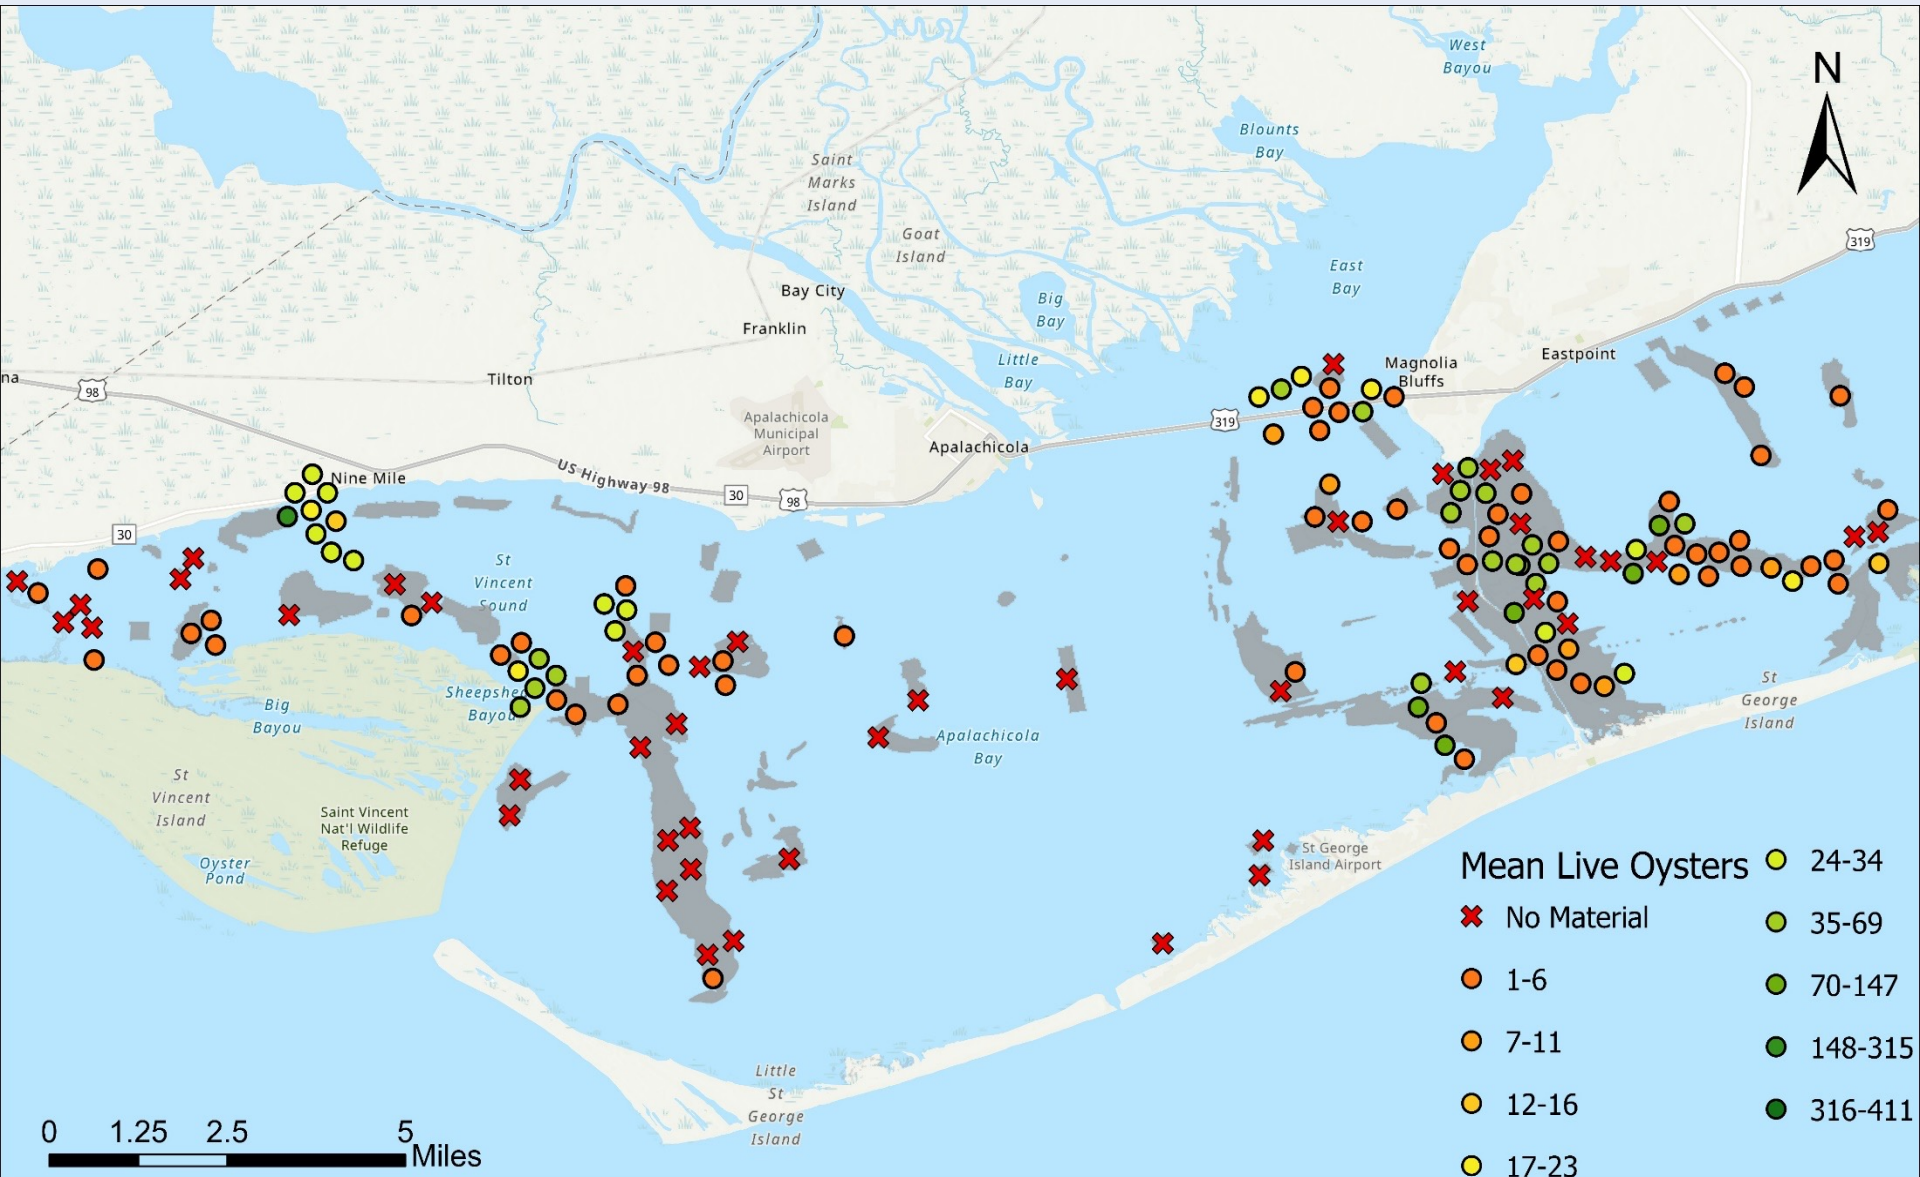 West
Bayou
N
Blounts
Bay
Saint
Marks
Island
Goat
Island
319
East
Bay
Bay City
Big
Bay
Franklin
Little
Bay
Magnolia
Bluffs
Eastpoint
na
98
Tilton
Apalachicola
Municipal
Airport
319
Apalachicola
Nine Mile
US Highway 98
30
98
30
St
Vincent
Sound
Sheepshe
Bayou
Big
Bayou
St
George
Island
Apalachicola
Bay
St
Vincent
Island
Saint Vincent
Nat'l Wildlife
Refuge
Oyster
Pond
St George
Island Airport
Mean Live Oysters
No Material
1-6
7-11
12-16
17-23
24-34
35-69
70-147
148-315
316-411
Little
St
George
Island
0 1.25 2.5 5
Miles